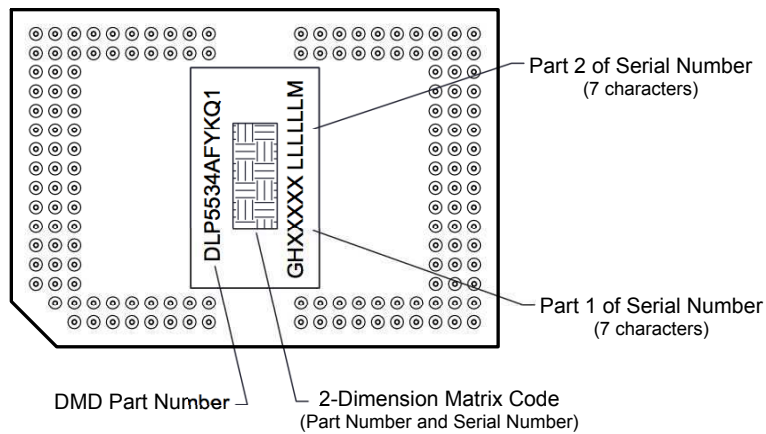 Part 2 of Serial Number
(7 characters)
DLP5534AFYKQ1
GHXXXXX LLLLLLM
Part 1 of Serial Number
(7 characters)
DMD Part Number
2-Dimension Matrix Code
(Part Number and Serial Number)